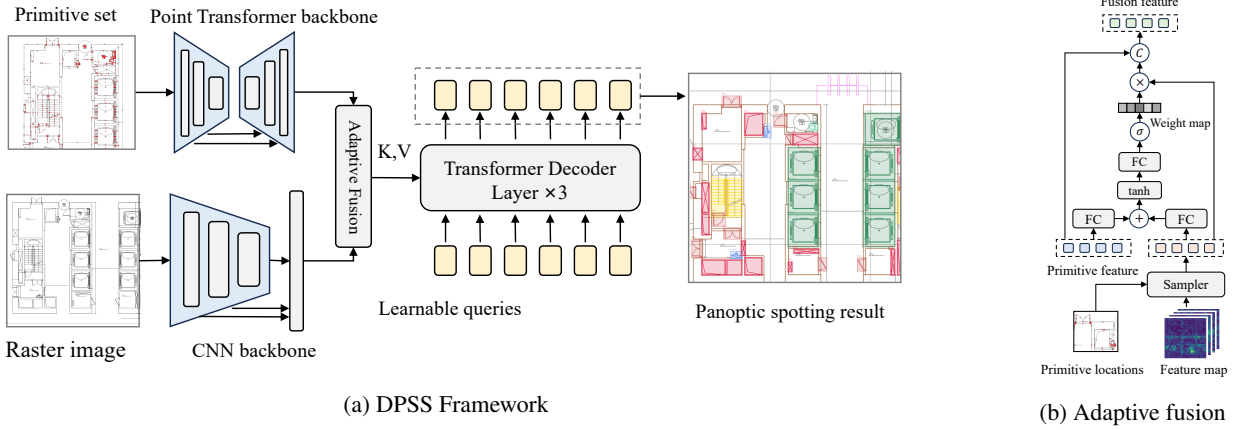 Primitive set
Point Transformer backbone
Adaptive Fusion
K,V
Transformer Decoder
Layer ×3
Learnable queries
Panoptic spotting result
Raster image
CNN backbone
(a) DPSS Framework
Fusion feature
C
×
Weight map
σ
FC
tanh
FC
+
FC
Primitive feature
Sampler
Primitive locations
Feature map
(b) Adaptive fusion